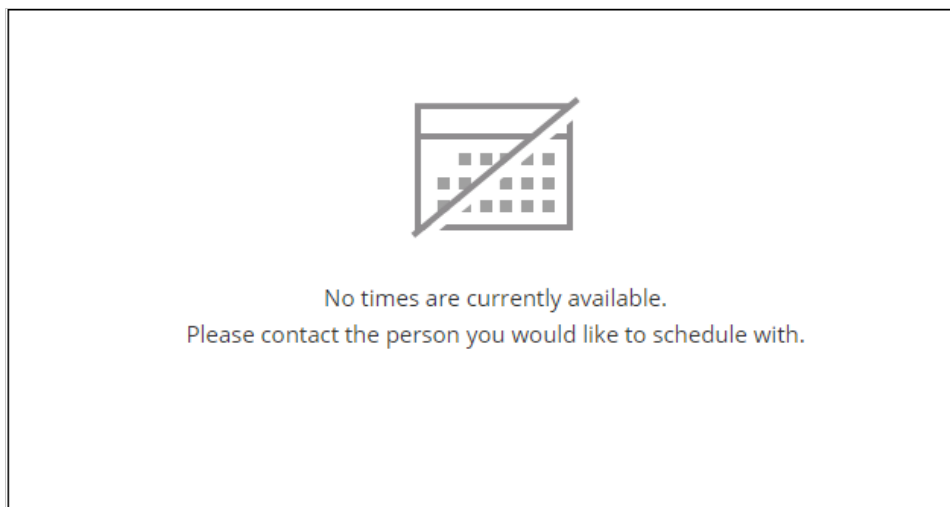 No times are currently available.
Please contact the person you would like to schedule with.